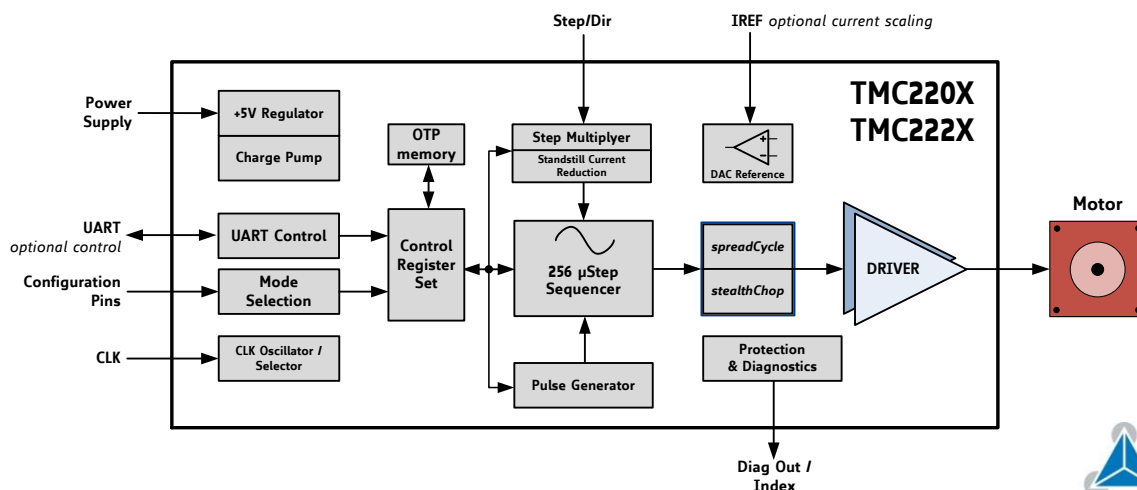 Step/Dir
IREF optional current scaling
TMC220X
TMC222X
Power
Supply
+5V Regulator
Charge Pump
OTP
memory
Step Multiplyer
Standstill Current
Reduction
+
−
DAC Reference
Motor
UART
optional control
UART Control
Control
Register
Set
256 µStep
Sequencer
spreadCycle
stealthChop
DRIVER
Configuration
Pins
Mode
Selection
CLK
CLK Oscillator /
Selector
Pulse Generator
Protection
& Diagnostics
Diag Out /
Index